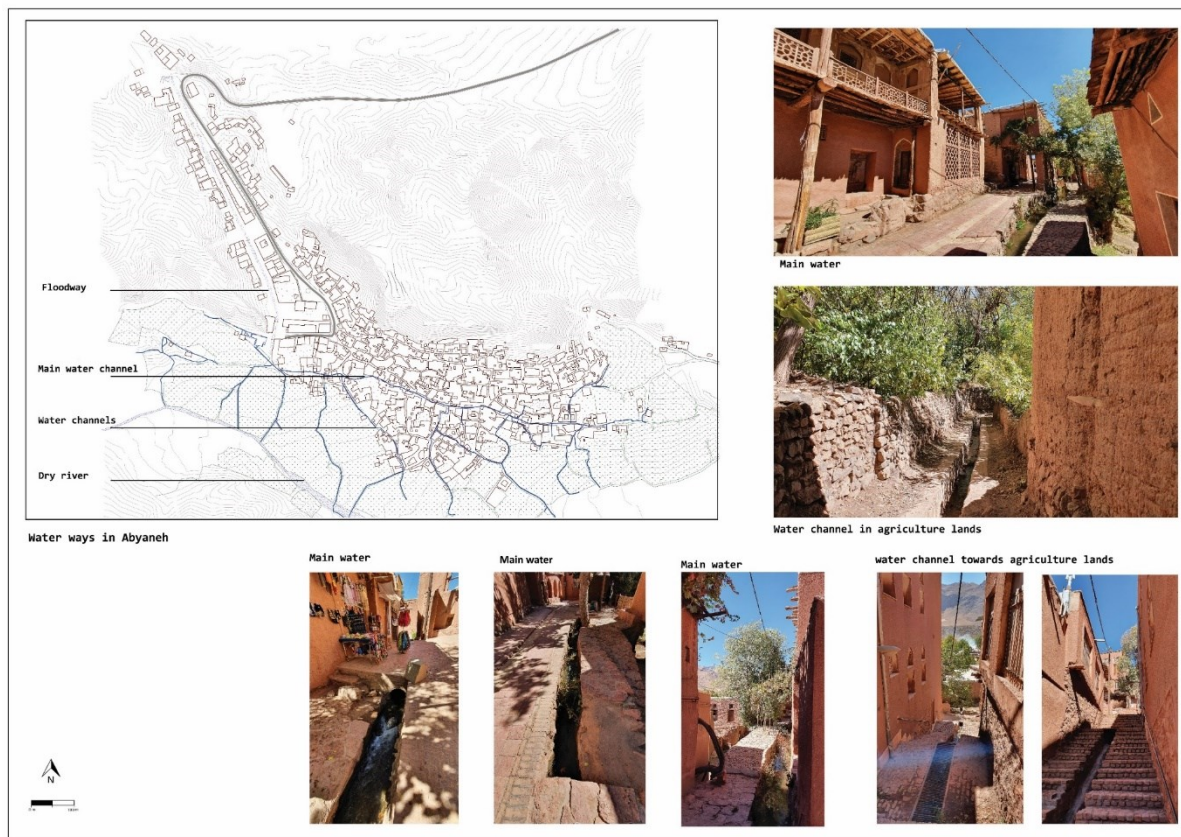 Floodway
Main water channel
Water channels
Dry river
Water ways in Abyaneh
Main water
Water channel in agriculture lands
Main water
Main water
Main water
water channel towards agriculture lands
N